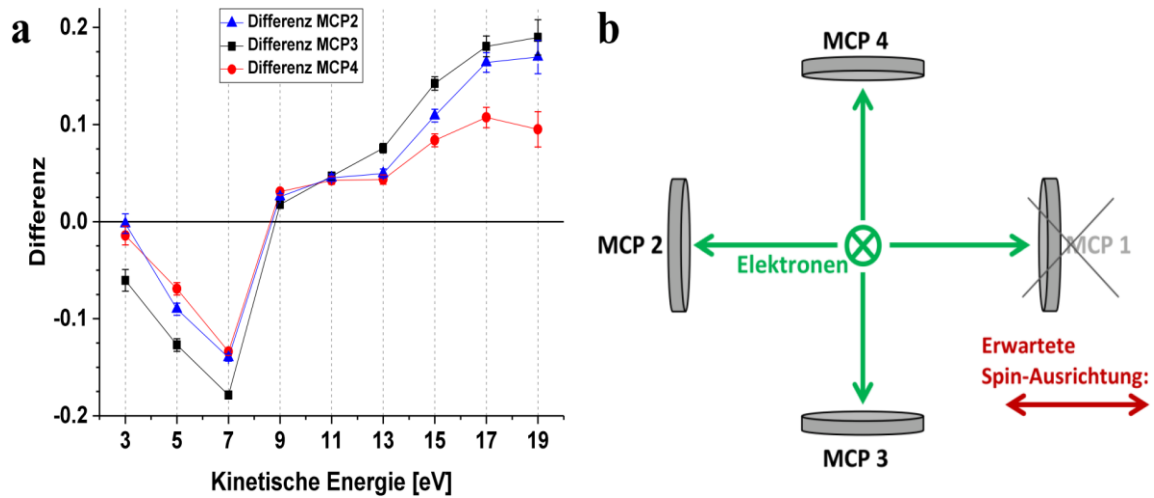 a
0.2
0.1
0.0
-0.1
-0.2
Differenz
Differenz MCP2
Differenz MCP3
Differenz MCP4
3 5 7 9 11 13 15 17 19
Kinetische Energie [eV]
b
MCP 4
MCP 2
MCP 1
Elektronen
MCP 3
Erwartete
Spin-Ausrichtung: